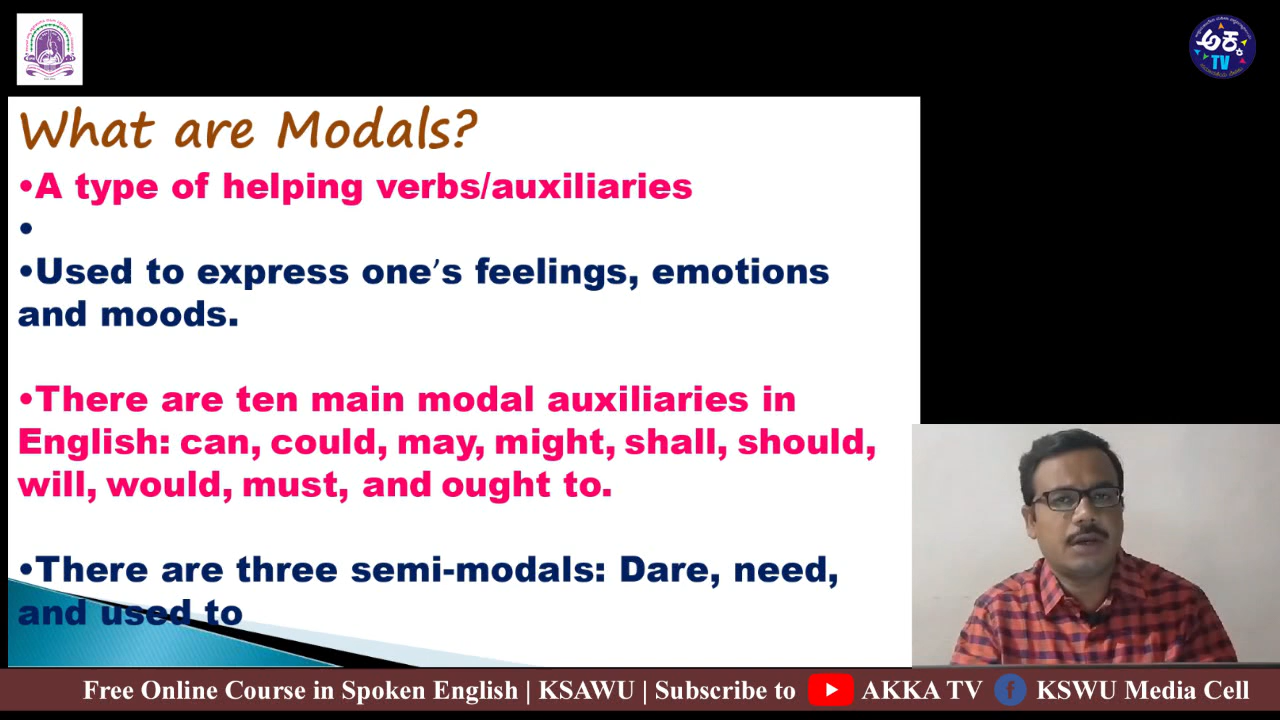 ಅಕ್ಕ
TV
What are Modals?
•A type of helping verbs/auxiliaries
•
•Used to express one’s feelings, emotions
and moods.
•There are ten main modal auxiliaries in
English: can, could, may, might, shall, should,
will, would, must, and ought to.
•There are three semi-modals: Dare, need,
and used to
Free Online Course in Spoken English | KSAWU | Subscribe to AKKA TV f KSWU Media Cell